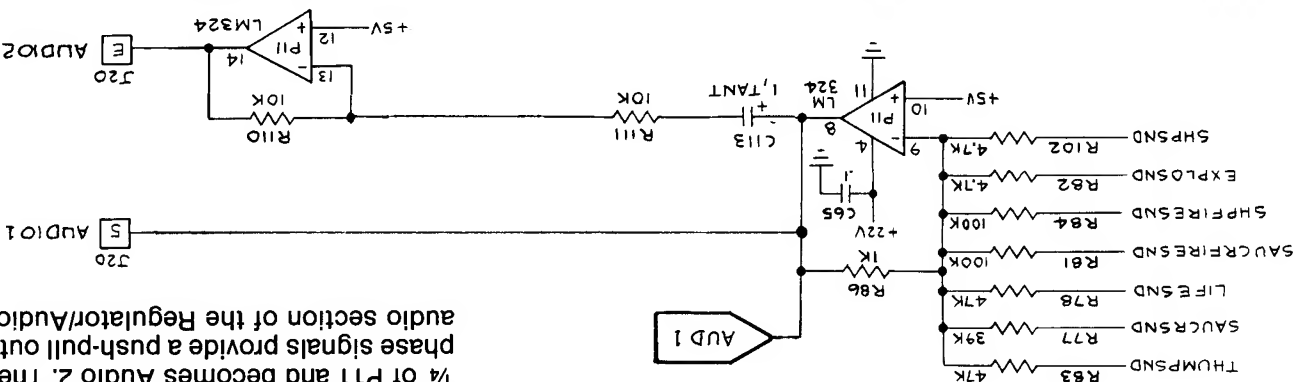 ¼ of P11 and becomes Audio 2. The
phase signals provide a push-pull out
audio section of the Regulator/Audio
THUMPSND R83 47K
SAUCRSND R77 39K
LIFESND R78 47K
SAUCRFIRESND R81 100K
SHPFIRESND R84 100K
EXPLOSND R82 4.7K
SHPSND R102 4.7K
AUD 1
R86
1K
+22V
C65
.1
9
4
P11
8
LM
324
10
11
+5V
J20
S AUDIO 1
C113
+
1,TANT
R111
10K
R110
10K
13
P11
14
12
+5V
LM324
J20
E AUDIO2